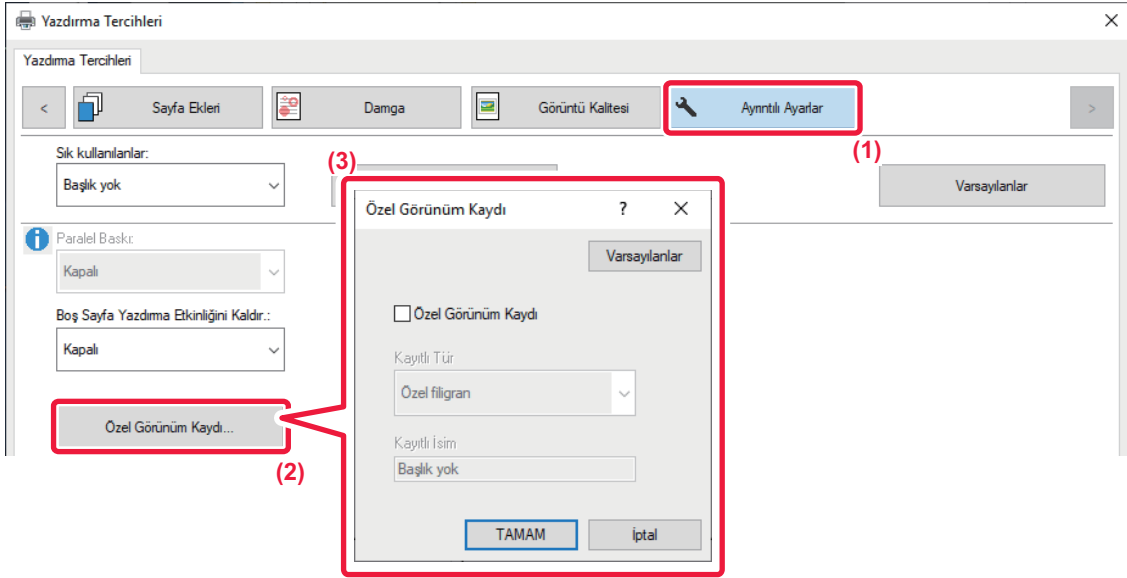 Yazdırma Tercihleri
Yazdırma Tercihleri
<
Sayfa Ekleri
Damga
Görüntü Kalitesi
Ayrıntılı Ayarlar
>
(1)
Sık kullanılanlar:
Başlık yok
(3)
Varsayılanlar
Özel Görünüm Kaydı
?
Varsayılanlar
Paralel Baskı:
Kapalı
Boş Sayfa Yazdırma Etkinliğini Kaldır.:
Kapalı
Özel Görünüm Kaydı...
(2)
Özel Görünüm Kaydı
Kayıtlı Tür
Özel filigran
Kayıtlı İsim
Başlık yok
TAMAM
İptal